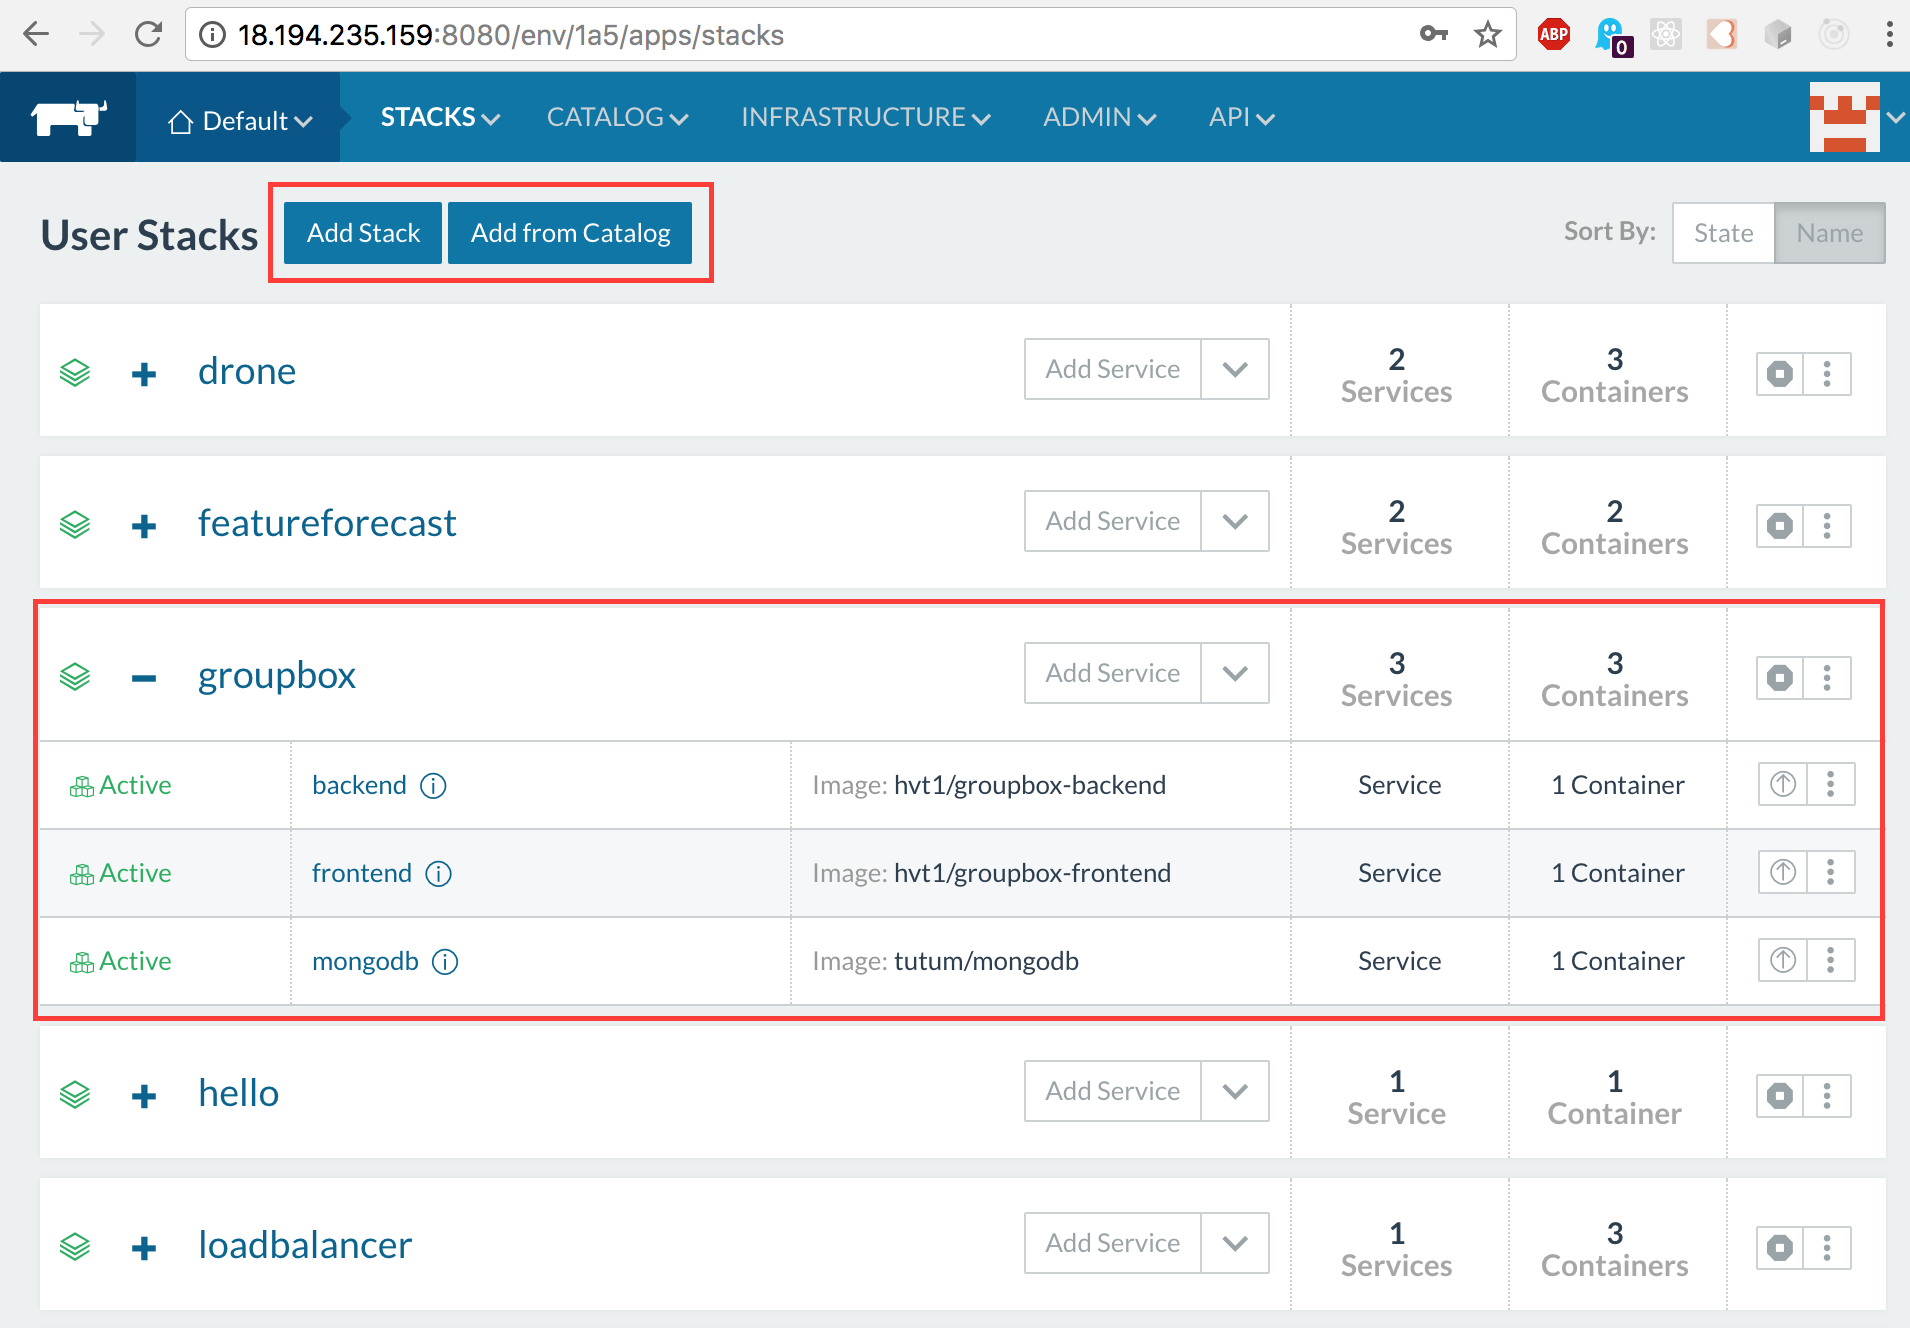 18.194.235.159:8080/env/1a5/apps/stacks
ABP
0
Default
STACKS
CATALOG
INFRASTRUCTURE
ADMIN
API
User Stacks
Add Stack
Add from Catalog
Sort By:
State
Name
drone
Add Service
2
Services
3
Containers
featureforecast
Add Service
2
Services
2
Containers
groupbox
Add Service
3
Services
3
Containers
Active
backend
Image: hvt1/groupbox-backend
Service
1 Container
Active
frontend
Image: hvt1/groupbox-frontend
Service
1 Container
Active
mongodb
Image: tutum/mongodb
Service
1 Container
hello
Add Service
1
Service
1
Container
loadbalancer
Add Service
1
Services
3
Containers